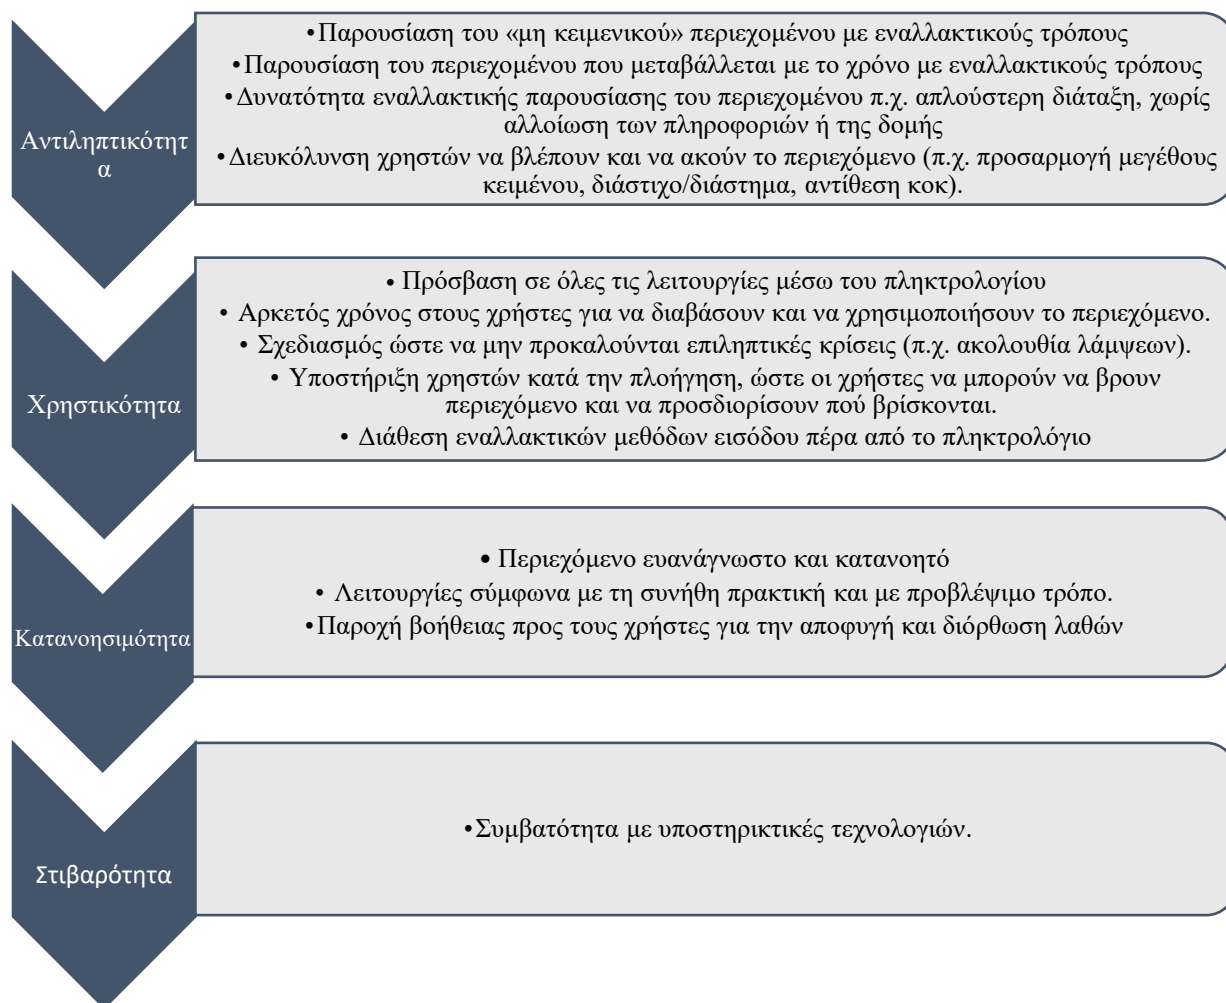 Αντιληπτικότητ
α
•Παρουσίαση του «μη κειμενικού» περιεχομένου με εναλλακτικούς τρόπους
•Παρουσίαση του περιεχομένου που μεταβάλλεται με το χρόνο με εναλλακτικούς τρόπους
•Δυνατότητα εναλλακτικής παρουσίασης του περιεχομένου π.χ. απλούστερη διάταξη, χωρίς
αλλοίωση των πληροφοριών ή της δομής
•Διευκόλυνση χρηστών να βλέπουν και να ακούν το περιεχόμενο (π.χ. προσαρμογή μεγέθους
κειμένου, διάστιχο/διάστημα, αντίθεση κοκ).
Χρηστικότητα
• Πρόσβαση σε όλες τις λειτουργίες μέσω του πληκτρολογίου
• Αρκετός χρόνος στους χρήστες για να διαβάσουν και να χρησιμοποιήσουν το περιεχόμενο.
• Σχεδιασμός ώστε να μην προκαλούνται επιληπτικές κρίσεις (π.χ. ακολουθία λάμψεων).
• Υποστήριξη χρηστών κατά την πλοήγηση, ώστε οι χρήστες να μπορούν να βρουν
περιεχόμενο και να προσδιορίσουν πού βρίσκονται.
• Διάθεση εναλλακτικών μεθόδων εισόδου πέρα από το πληκτρολόγιο
Κατανοησιμότητα
• Περιεχόμενο ευανάγνωστο και κατανοητό
• Λειτουργίες σύμφωνα με τη συνήθη πρακτική και με προβλέψιμο τρόπο.
•Παροχή βοήθειας προς τους χρήστες για την αποφυγή και διόρθωση λαθών
Στιβαρότητα
•Συμβατότητα με υποστηρικτικές τεχνολογιών.